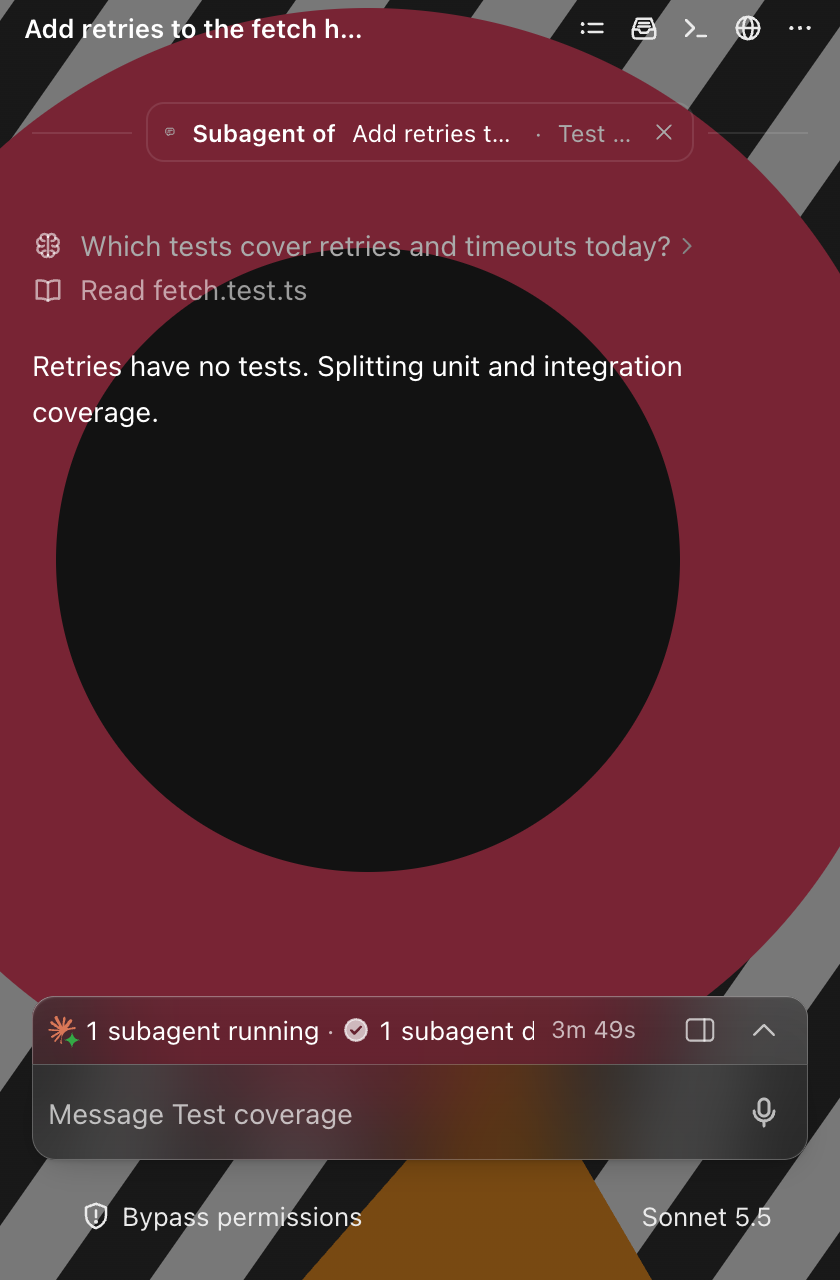 Add retries to the fetch h...
Subagent of Add retries t... · Test ...
Which tests cover retries and timeouts today?
Read fetch.test.ts
Retries have no tests. Splitting unit and integration
coverage.
1 subagent running · 1 subagent d 3m 49s
Message Test coverage
Bypass permissions Sonnet 5.5